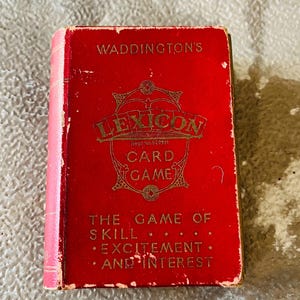 WADDINGTON'S
LEXICON
CARD
GAME
THE GAME OF
SKILL · · · · ·
· EXCITEMENT ·
· AND INTEREST